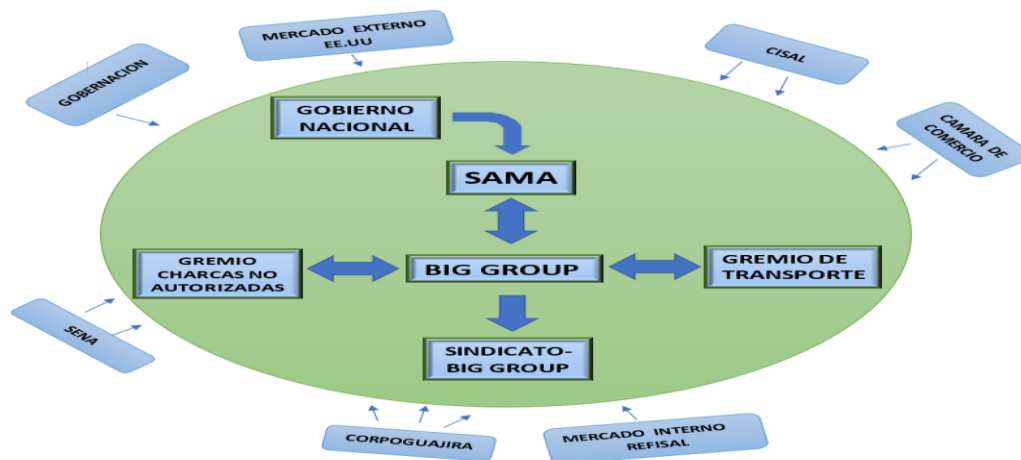 MERCADO EXTERNO
EE.UU
GOBERNACION
CISAL
CAMARA DE
COMERCIO
GOBIERNO
NACIONAL
SAMA
GREMIO
CHARCAS NO
AUTORIZADAS
BIG GROUP
GREMIO DE
TRANSPORTE
SENA
SINDICATO-
BIG GROUP
CORPOGUAJIRA
MERCADO INTERNO
REFISAL